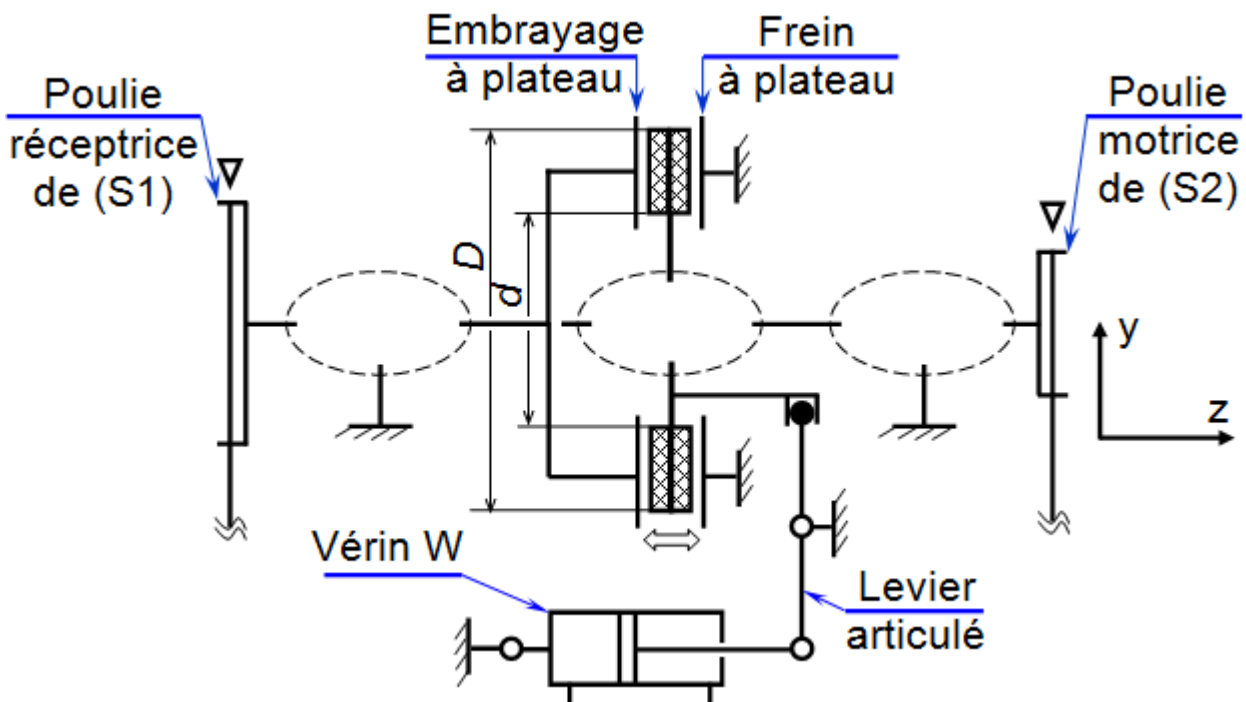 Embrayage
à plateau
Frein
à plateau
Poulie
réceptrice
de (S1)
Poulie
motrice
de (S2)
D
d
y
z
Vérin W
Levier
articulé